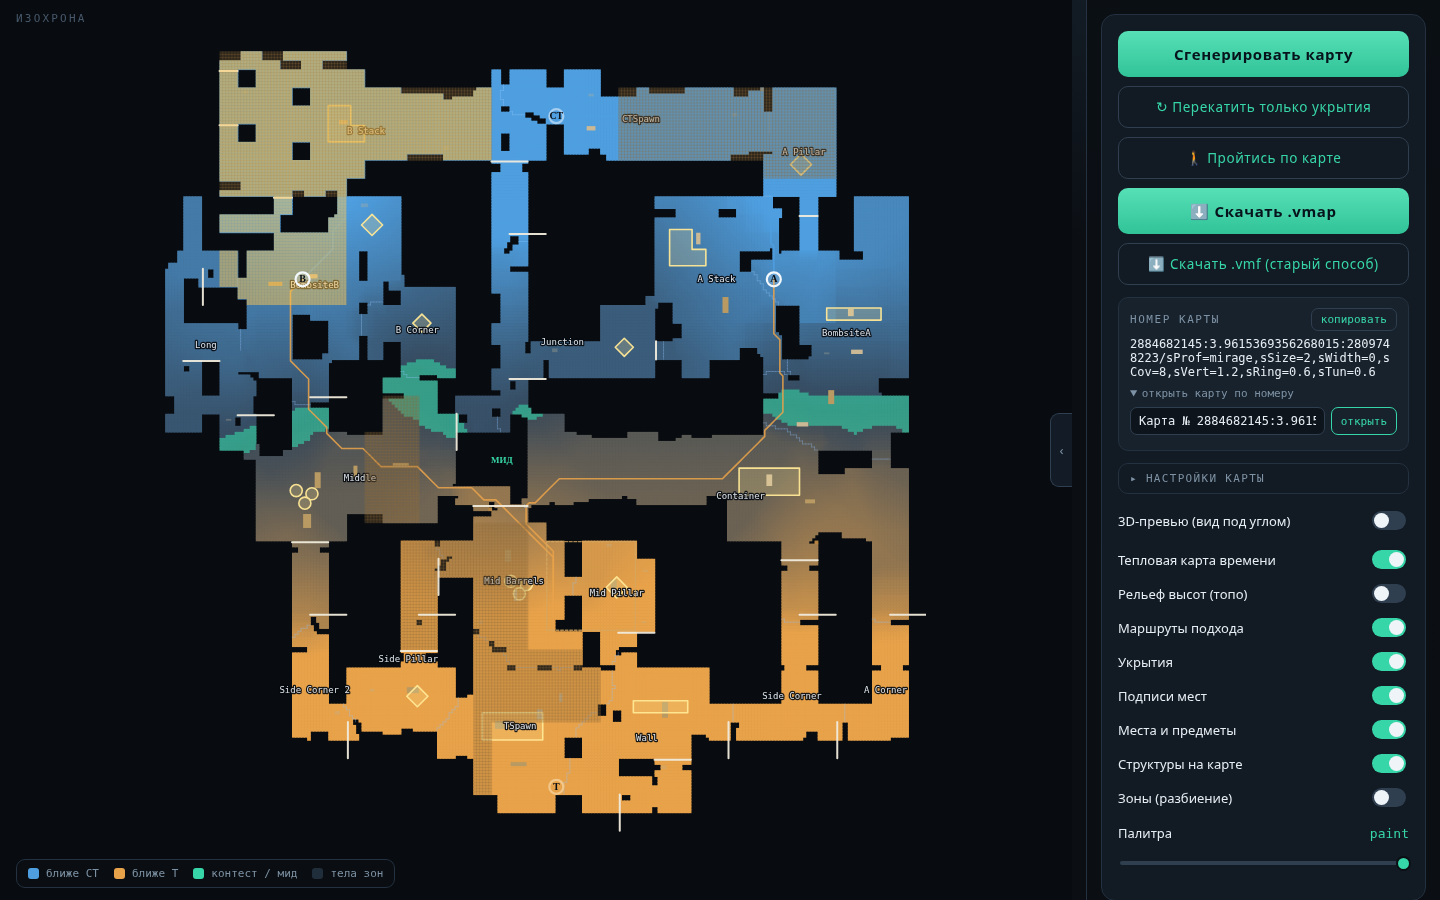 ИЗОХРОНА
B Stack
CT
CTSpawn
A Pillar
B
BombsiteB
A Stack
A
Long
B Corner
Junction
BombsiteA
МИД
Middle
Container
Mid Barrels
Mid Pillar
Side Pillar
Side Corner 2
Side Corner
A Corner
TSpawn
Wall
T
ближе CT
ближе T
контест / мид
тела зон
‹
Сгенерировать карту
↻ Перекатить только укрытия
🚶 Пройтись по карте
⬇️ Скачать .vmap
⬇️ Скачать .vmf (старый способ)
НОМЕР КАРТЫ
копировать
2884682145:3.9615369356268015:280974
8223/sProf=mirage,sSize=2,sWidth=0,s
Cov=8,sVert=1.2,sRing=0.6,sTun=0.6
▼ открыть карту по номеру
Карта № 2884682145:3.9615
открыть
▸ НАСТРОЙКИ КАРТЫ
3D-превью (вид под углом)
Тепловая карта времени
Рельеф высот (топо)
Маршруты подхода
Укрытия
Подписи мест
Места и предметы
Структуры на карте
Зоны (разбиение)
Палитра
paint